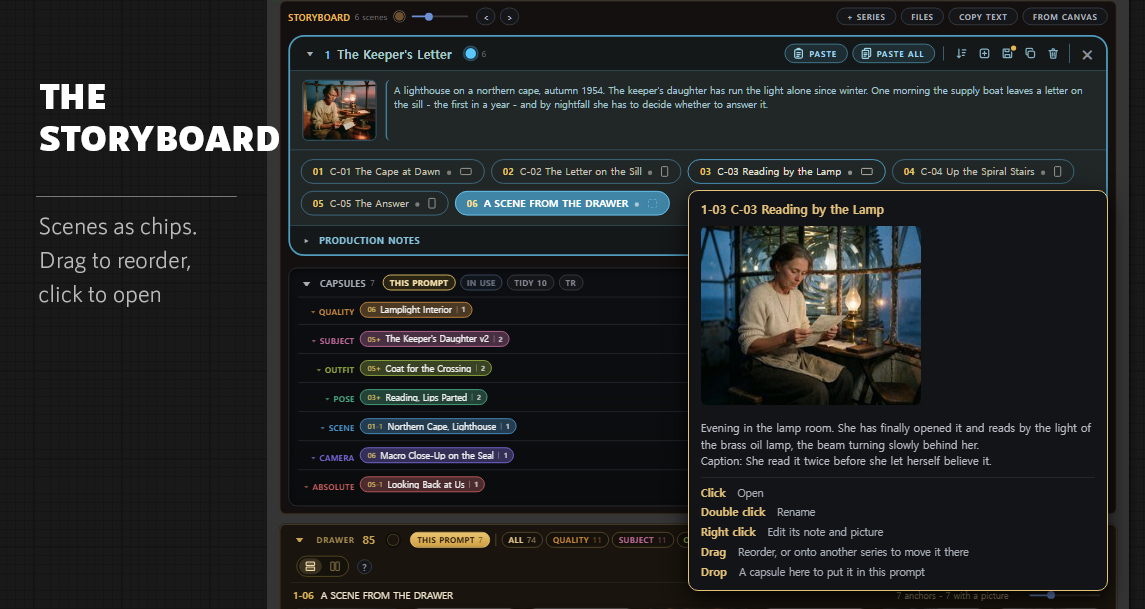 THE
STORYBOARD
Scenes as chips.
Drag to reorder,
click to open
STORYBOARD 6 scenes < > + SERIES FILES COPY TEXT FROM CANVAS
1 The Keeper's Letter 6 PASTE PASTE ALL
A lighthouse on a northern cape, autumn 1954. The keeper's daughter has run the light alone since winter. One morning the supply boat leaves a letter on
the sill - the first in a year - and by nightfall she has to decide whether to answer it.
01 C-01 The Cape at Dawn 02 C-02 The Letter on the Sill 03 C-03 Reading by the Lamp 04 C-04 Up the Spiral Stairs
05 C-05 The Answer 06 A SCENE FROM THE DRAWER
PRODUCTION NOTES
CAPSULES 7 THIS PROMPT IN USE TIDY 10 TR
QUALITY 06 Lamplight Interior 1
SUBJECT 05+ The Keeper's Daughter v2 2
OUTFIT 05+ Coat for the Crossing 2
POSE 03+ Reading, Lips Parted 2
SCENE 01-1 Northern Cape, Lighthouse 1
CAMERA 06 Macro Close-Up on the Seal 1
ABSOLUTE 05-1 Looking Back at Us 1
1-03 C-03 Reading by the Lamp
Evening in the lamp room. She has finally opened it and reads by the light of
the brass oil lamp, the beam turning slowly behind her.
Caption: She read it twice before she let herself believe it.
Click Open
Double click Rename
Right click Edit its note and picture
Drag Reorder, or onto another series to move it there
Drop A capsule here to put it in this prompt
DRAWER 85 THIS PROMPT 7 ALL 74 QUALITY 11 SUBJECT 11
?
1-06 A SCENE FROM THE DRAWER
7 anchors - 7 with a picture